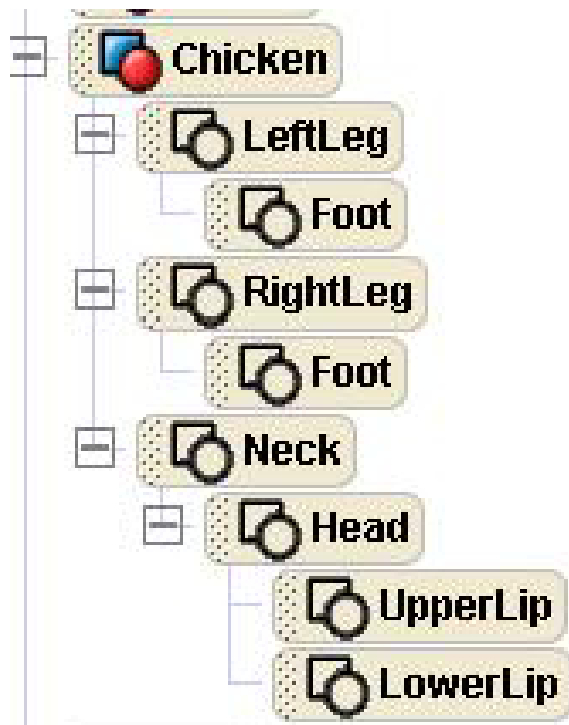 Chicken
LeftLeg
Foot
RightLeg
Foot
Neck
Head
UpperLip
LowerLip